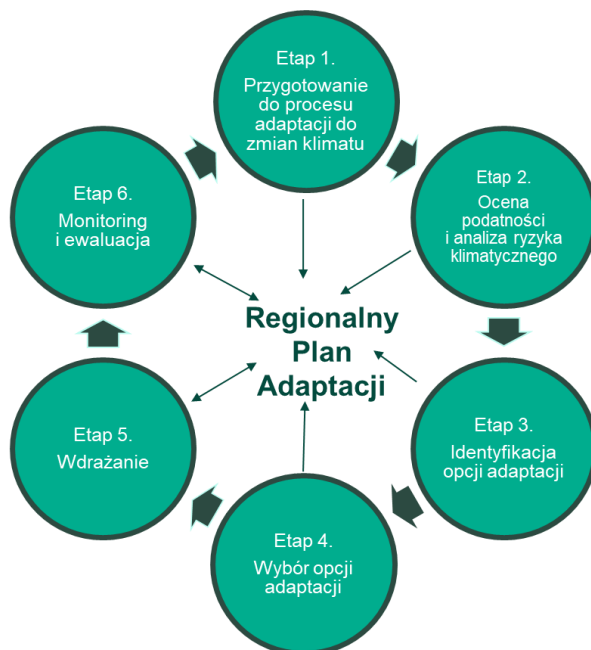 Etap 1.
Przygotowanie
do procesu
adaptacji do
zmian klimatu
Etap 2.
Ocena
podatności
i analiza ryzyka
klimatycznego
Etap 3.
Identyfikacja
opcji adaptacji
Etap 4.
Wybór opcji
adaptacji
Etap 5.
Wdrażanie
Etap 6.
Monitoring
i ewaluacja
Regionalny
Plan
Adaptacji